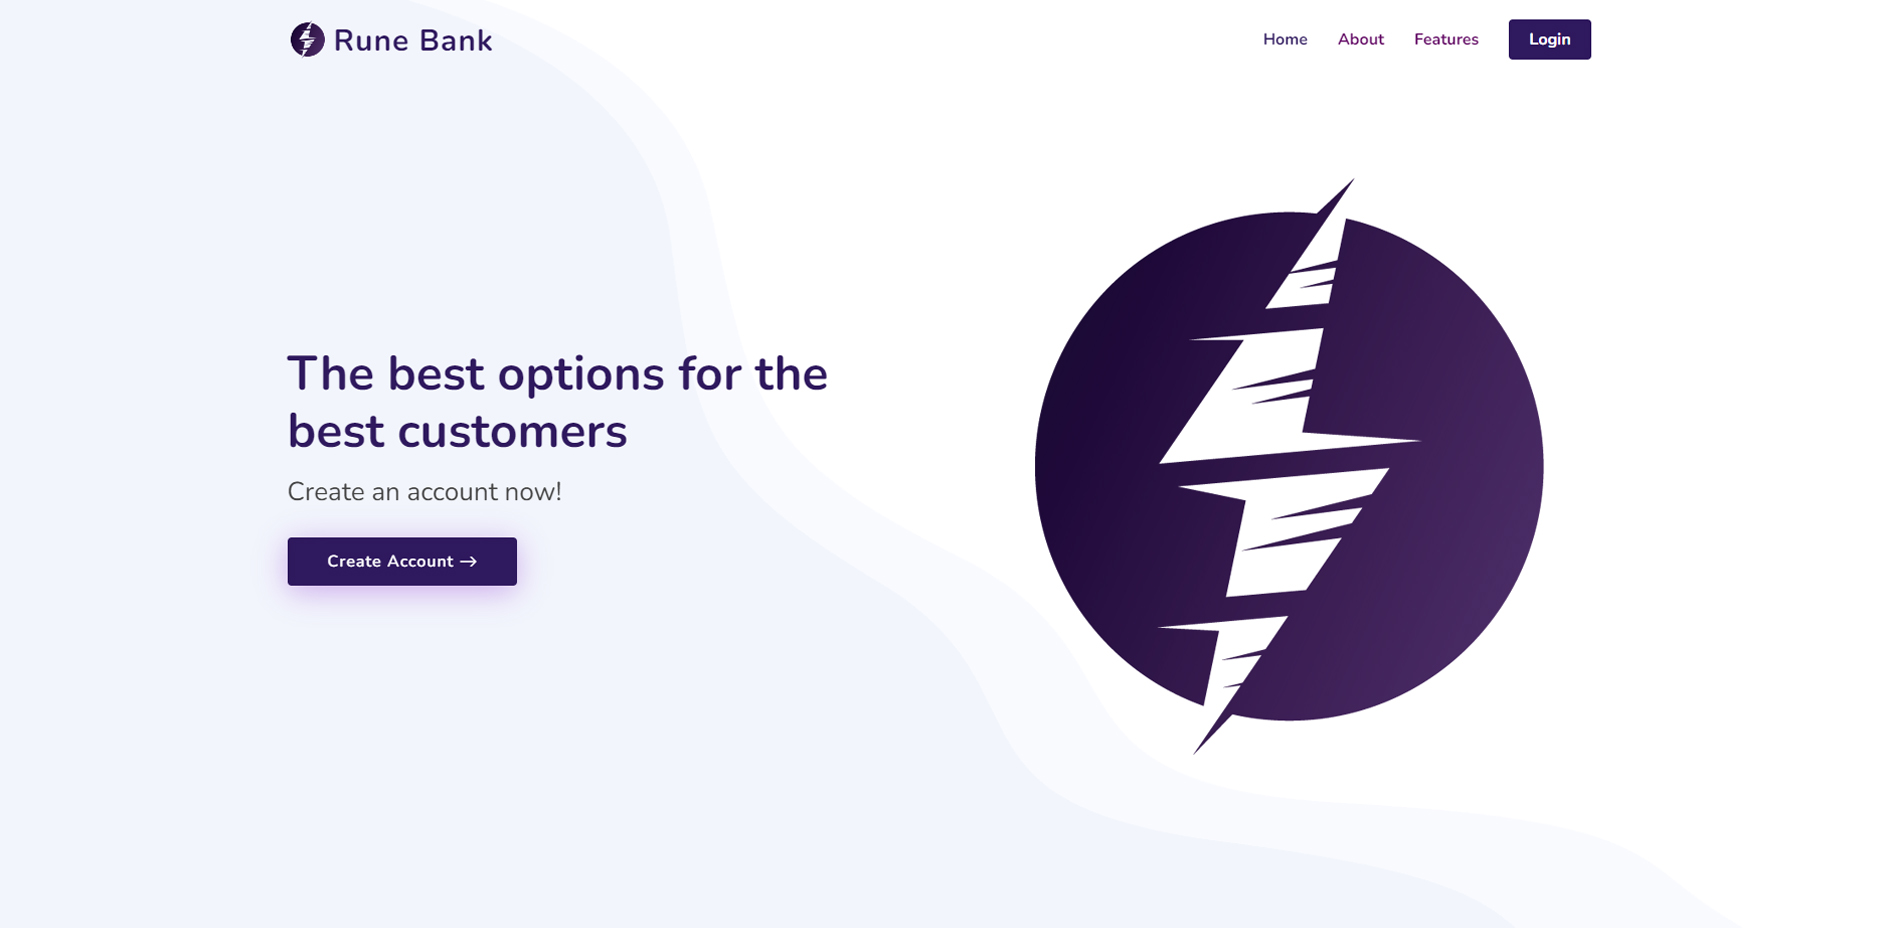 Rune Bank
Home About Features Login
The best options for the
best customers
Create an account now!
Create Account →